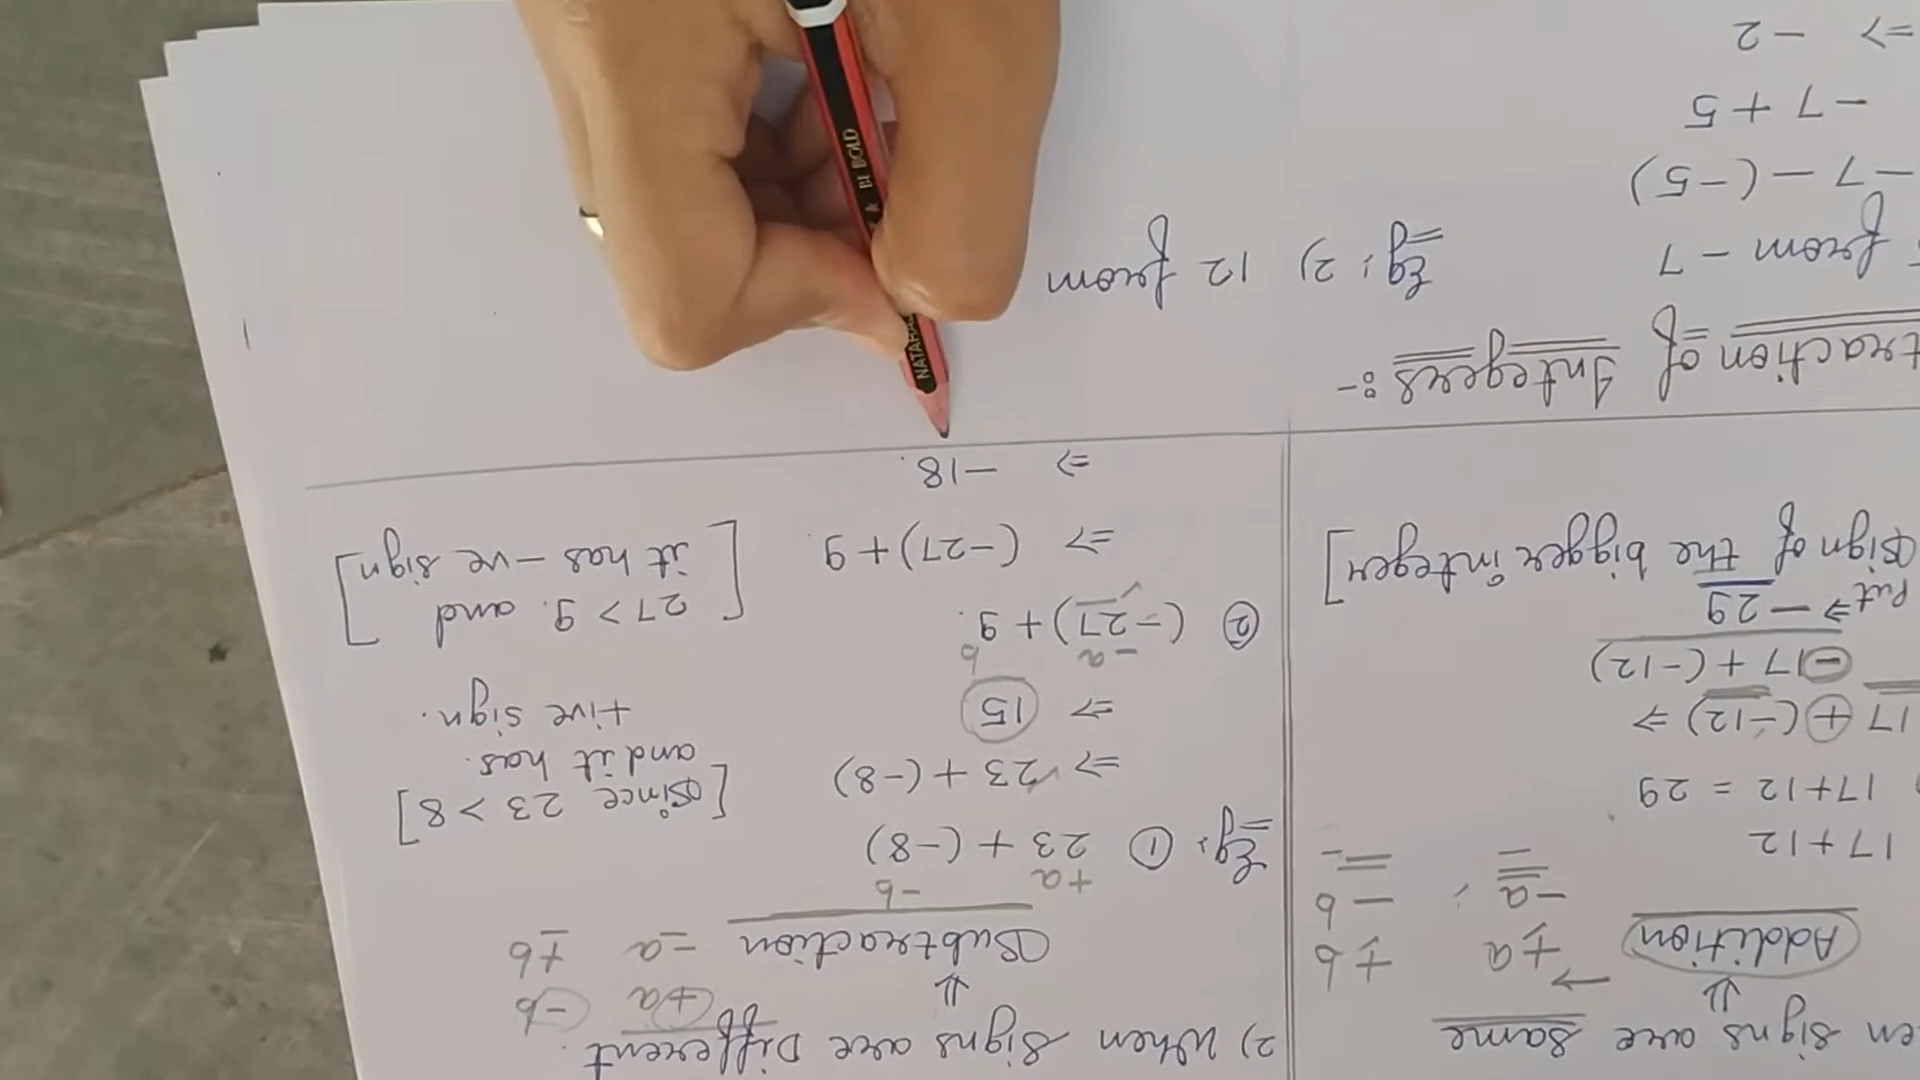 en signs are same
⇓
Addition
→ +a +b
-a , -b
= -
17+12
17+12 = 29
17 + (-12) ⇒
-17 + (-12)
Put ⇒ -29
sign of the bigger integer]
2) When signs are Different.
⇓ +a -b
Subtraction -a +b
+a -b
Eg, ① 23 + (-8)
[Since 23 > 8]
and it has
+ive sign.
⇒ 23 + (-8)
⇒ 15
-a b
② (-27) + 9
27 > 9. and
[it has -ve sign]
⇒ (-27) + 9
⇒ -18
traction of Integers :-
from -7
-7 - (-5)
-7 + 5
⇒ -2
Eg, 2) 12 from
NATARA
BOLD